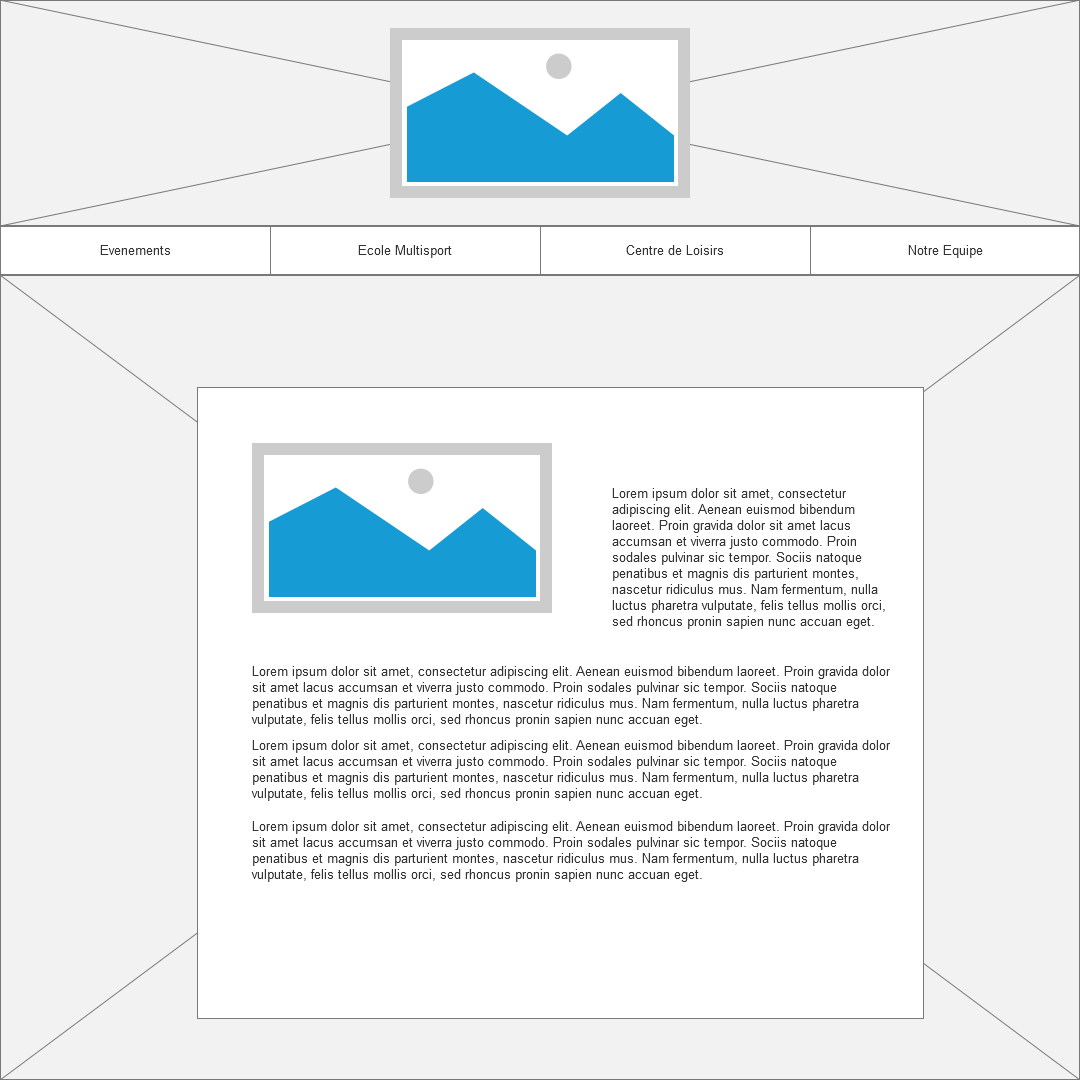 Evenements
Ecole Multisport
Centre de Loisirs
Notre Equipe
Lorem ipsum dolor sit amet, consectetur
adipiscing elit. Aenean euismod bibendum
laoreet. Proin gravida dolor sit amet lacus
accumsan et viverra justo commodo. Proin
sodales pulvinar sic tempor. Sociis natoque
penatibus et magnis dis parturient montes,
nascetur ridiculus mus. Nam fermentum, nulla
luctus pharetra vulputate, felis tellus mollis orci,
sed rhoncus pronin sapien nunc accuan eget.
Lorem ipsum dolor sit amet, consectetur adipiscing elit. Aenean euismod bibendum laoreet. Proin gravida dolor
sit amet lacus accumsan et viverra justo commodo. Proin sodales pulvinar sic tempor. Sociis natoque
penatibus et magnis dis parturient montes, nascetur ridiculus mus. Nam fermentum, nulla luctus pharetra
vulputate, felis tellus mollis orci, sed rhoncus pronin sapien nunc accuan eget.
Lorem ipsum dolor sit amet, consectetur adipiscing elit. Aenean euismod bibendum laoreet. Proin gravida dolor
sit amet lacus accumsan et viverra justo commodo. Proin sodales pulvinar sic tempor. Sociis natoque
penatibus et magnis dis parturient montes, nascetur ridiculus mus. Nam fermentum, nulla luctus pharetra
vulputate, felis tellus mollis orci, sed rhoncus pronin sapien nunc accuan eget.
Lorem ipsum dolor sit amet, consectetur adipiscing elit. Aenean euismod bibendum laoreet. Proin gravida dolor
sit amet lacus accumsan et viverra justo commodo. Proin sodales pulvinar sic tempor. Sociis natoque
penatibus et magnis dis parturient montes, nascetur ridiculus mus. Nam fermentum, nulla luctus pharetra
vulputate, felis tellus mollis orci, sed rhoncus pronin sapien nunc accuan eget.